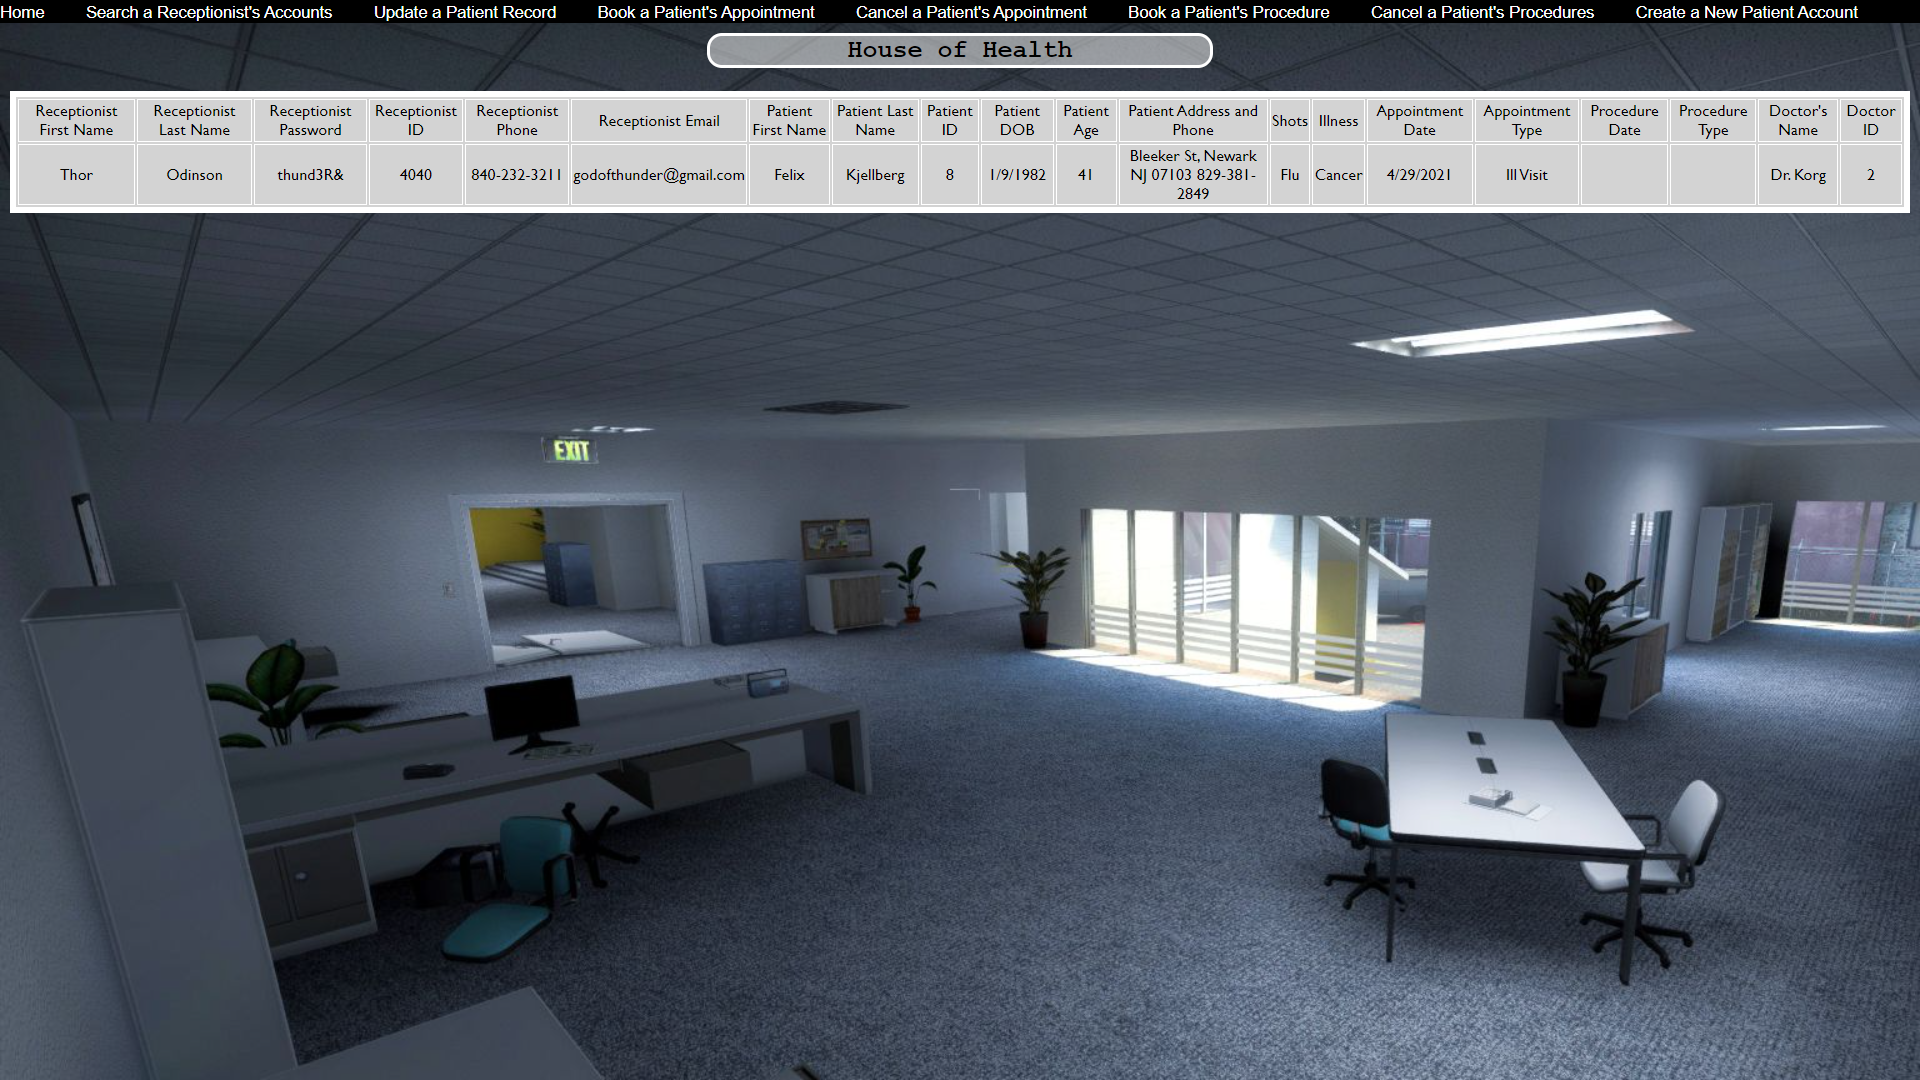 Home Search a Receptionist's Accounts Update a Patient Record Book a Patient's Appointment Cancel a Patient's Appointment Book a Patient's Procedure Cancel a Patient's Procedures Create a New Patient Account
House of Health
Receptionist First Name Receptionist Last Name Receptionist Password Receptionist ID Receptionist Phone Receptionist Email Patient First Name Patient Last Name Patient ID Patient DOB Patient Age Patient Address and Phone Shots Illness Appointment Date Appointment Type Procedure Date Procedure Type Doctor's Name Doctor ID
Thor Odinson thund3R& 4040 840-232-3211 godofthunder@gmail.com Felix Kjellberg 8 1/9/1982 41 Bleeker St, Newark NJ 07103 829-381-2849 Flu Cancer 4/29/2021 Ill Visit Dr. Korg 2
EXIT